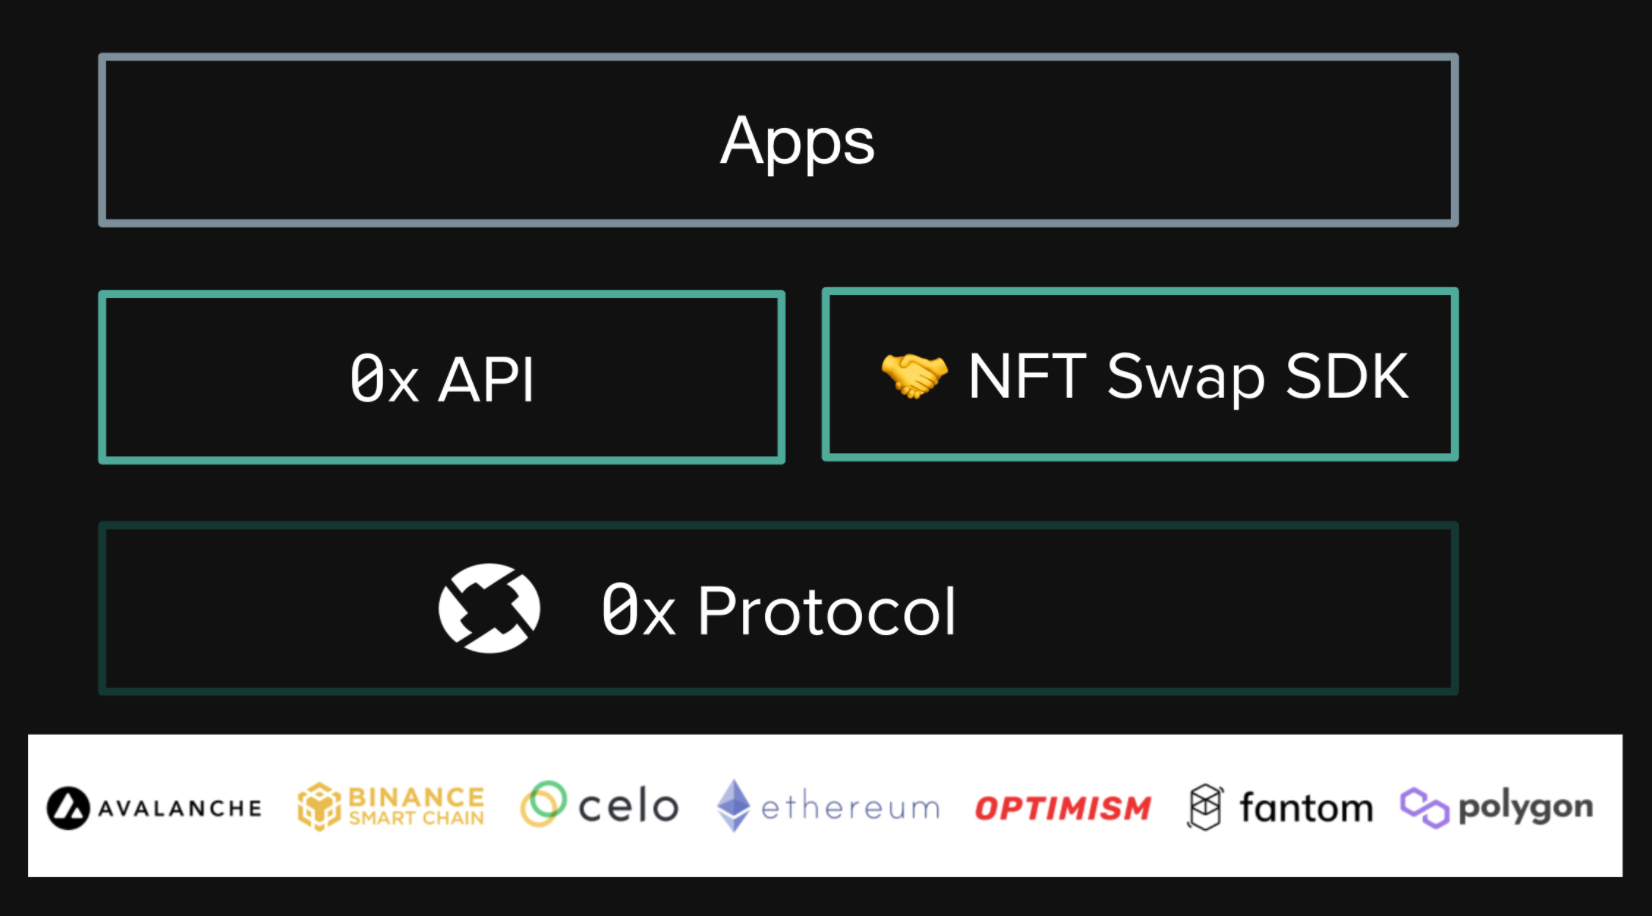 Apps
0x API
🤝 NFT Swap SDK
0x Protocol
AVALANCHE
BINANCE
SMART CHAIN
celo
ethereum
OPTIMISM
fantom
polygon